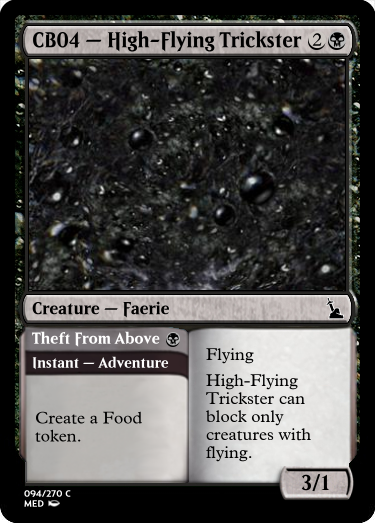 CB04 — High-Flying Trickster 2
Creature — Faerie
Theft From Above
Instant — Adventure
Create a Food
token.
Flying
High-Flying
Trickster can
block only
creatures with
flying.
3/1
094/270 C
MED